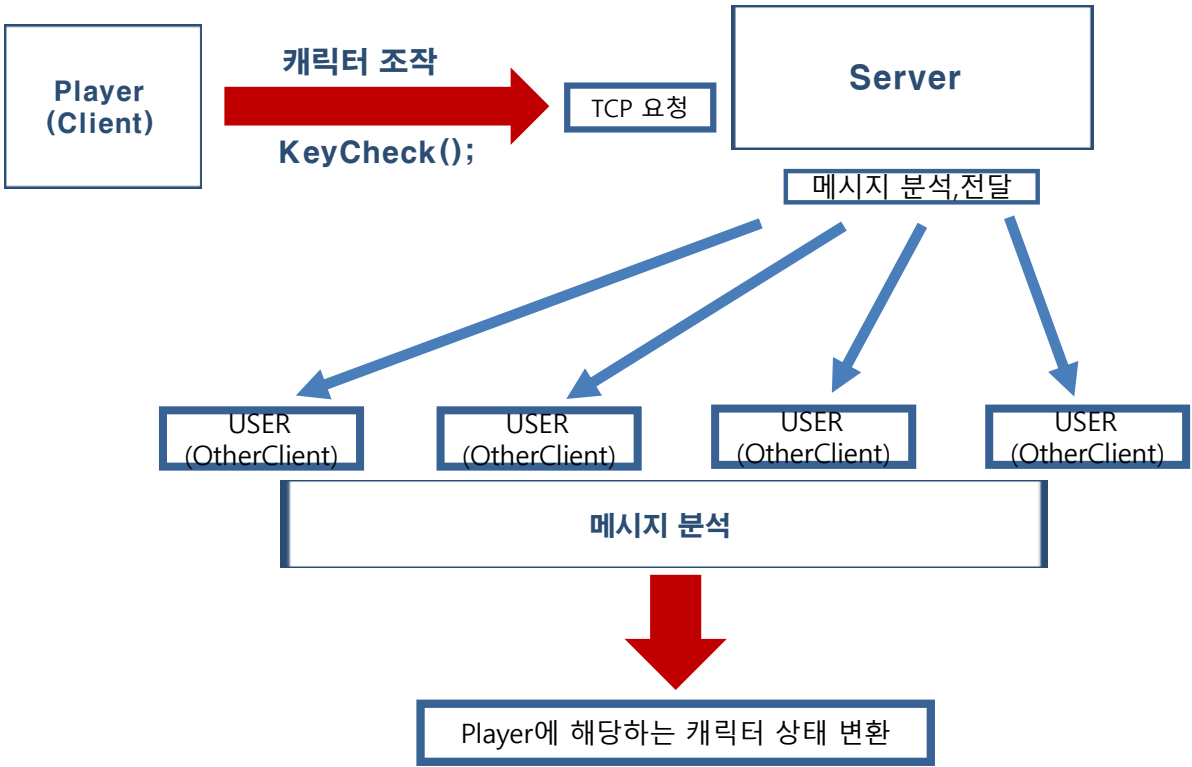 Player
(Client)
캐릭터 조작
KeyCheck();
TCP 요청
Server
메시지 분석,전달
USER
(OtherClient)
USER
(OtherClient)
USER
(OtherClient)
USER
(OtherClient)
메시지 분석
Player에 해당하는 캐릭터 상태 변환